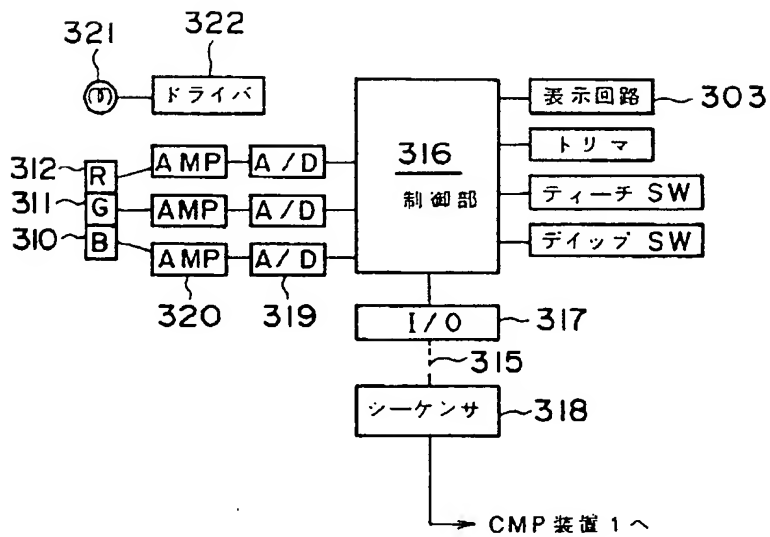 321
322
ドライバ
表示回路
303
312
R
AMP
A/D
316
制御部
トリマ
311
G
AMP
A/D
ティーチ SW
310
B
AMP
A/D
デイップ SW
320
319
I/O
317
315
シーケンサ
318
CMP装置1へ